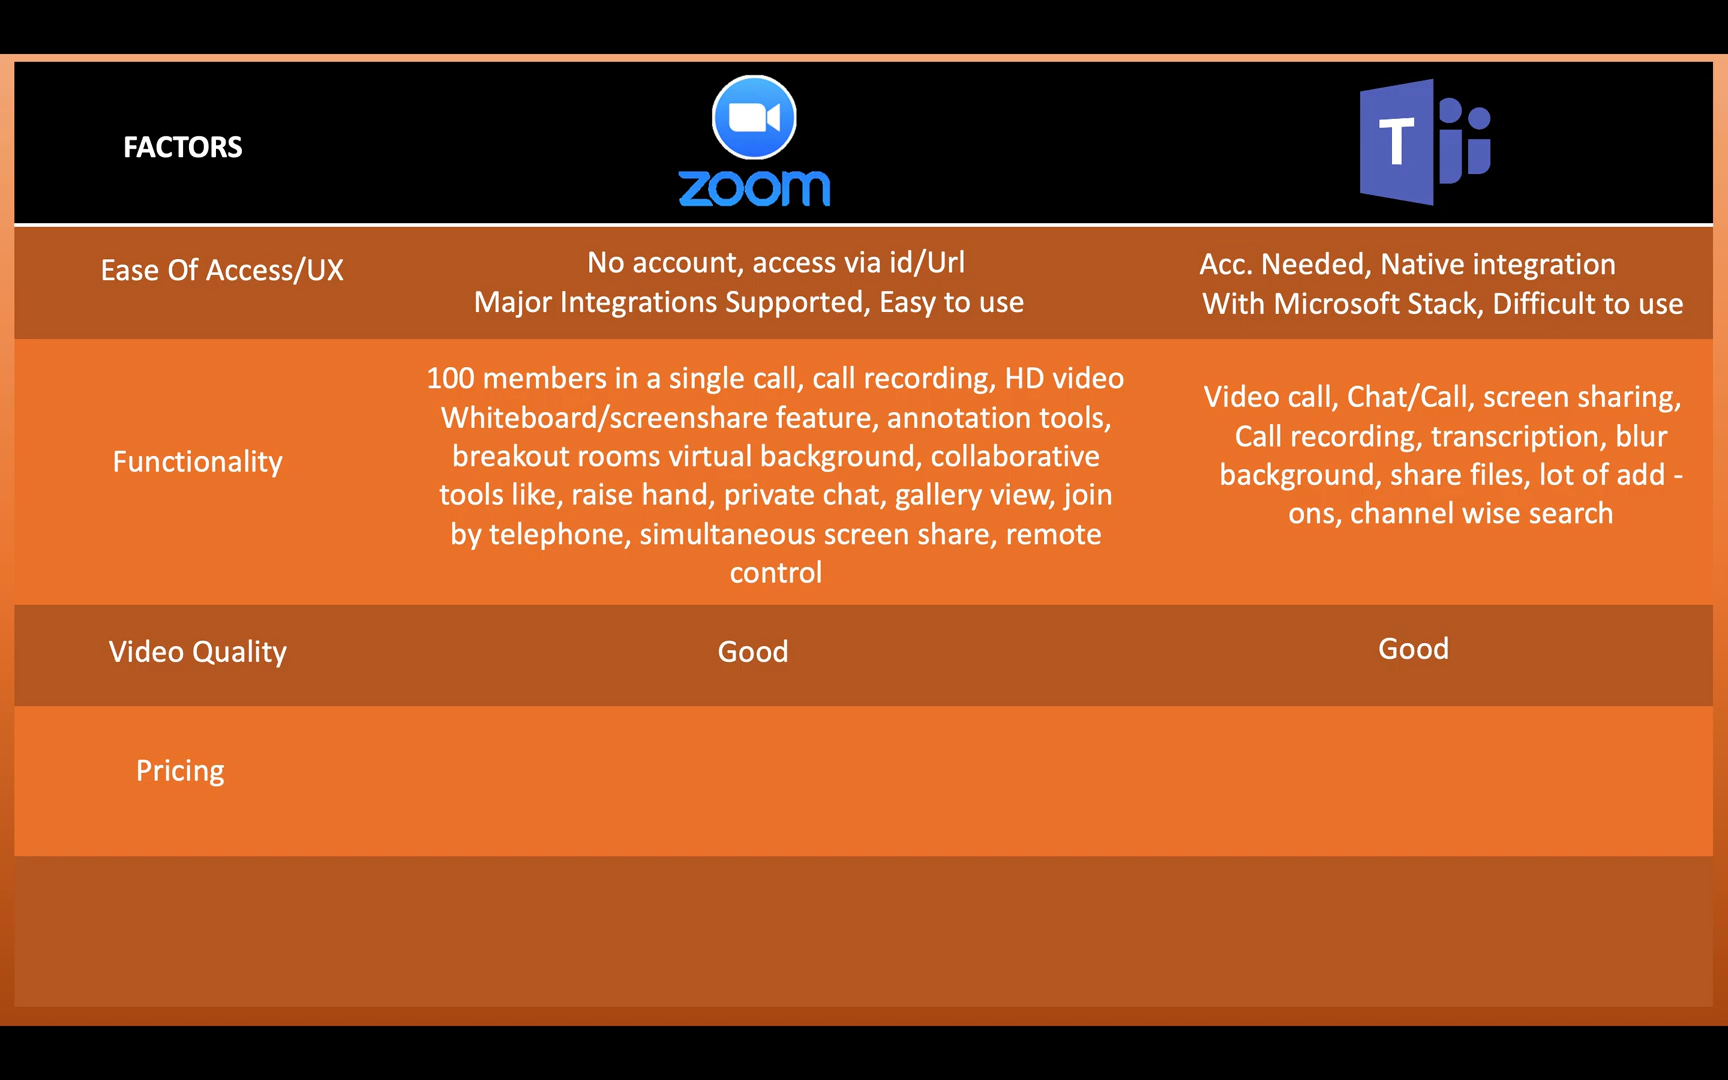 FACTORS
zoom
T
Ease Of Access/UX
No account, access via id/Url
Major Integrations Supported, Easy to use
Acc. Needed, Native integration
With Microsoft Stack, Difficult to use
Functionality
100 members in a single call, call recording, HD video
Whiteboard/screenshare feature, annotation tools,
breakout rooms virtual background, collaborative
tools like, raise hand, private chat, gallery view, join
by telephone, simultaneous screen share, remote
control
Video call, Chat/Call, screen sharing,
Call recording, transcription, blur
background, share files, lot of add -
ons, channel wise search
Video Quality
Good
Good
Pricing